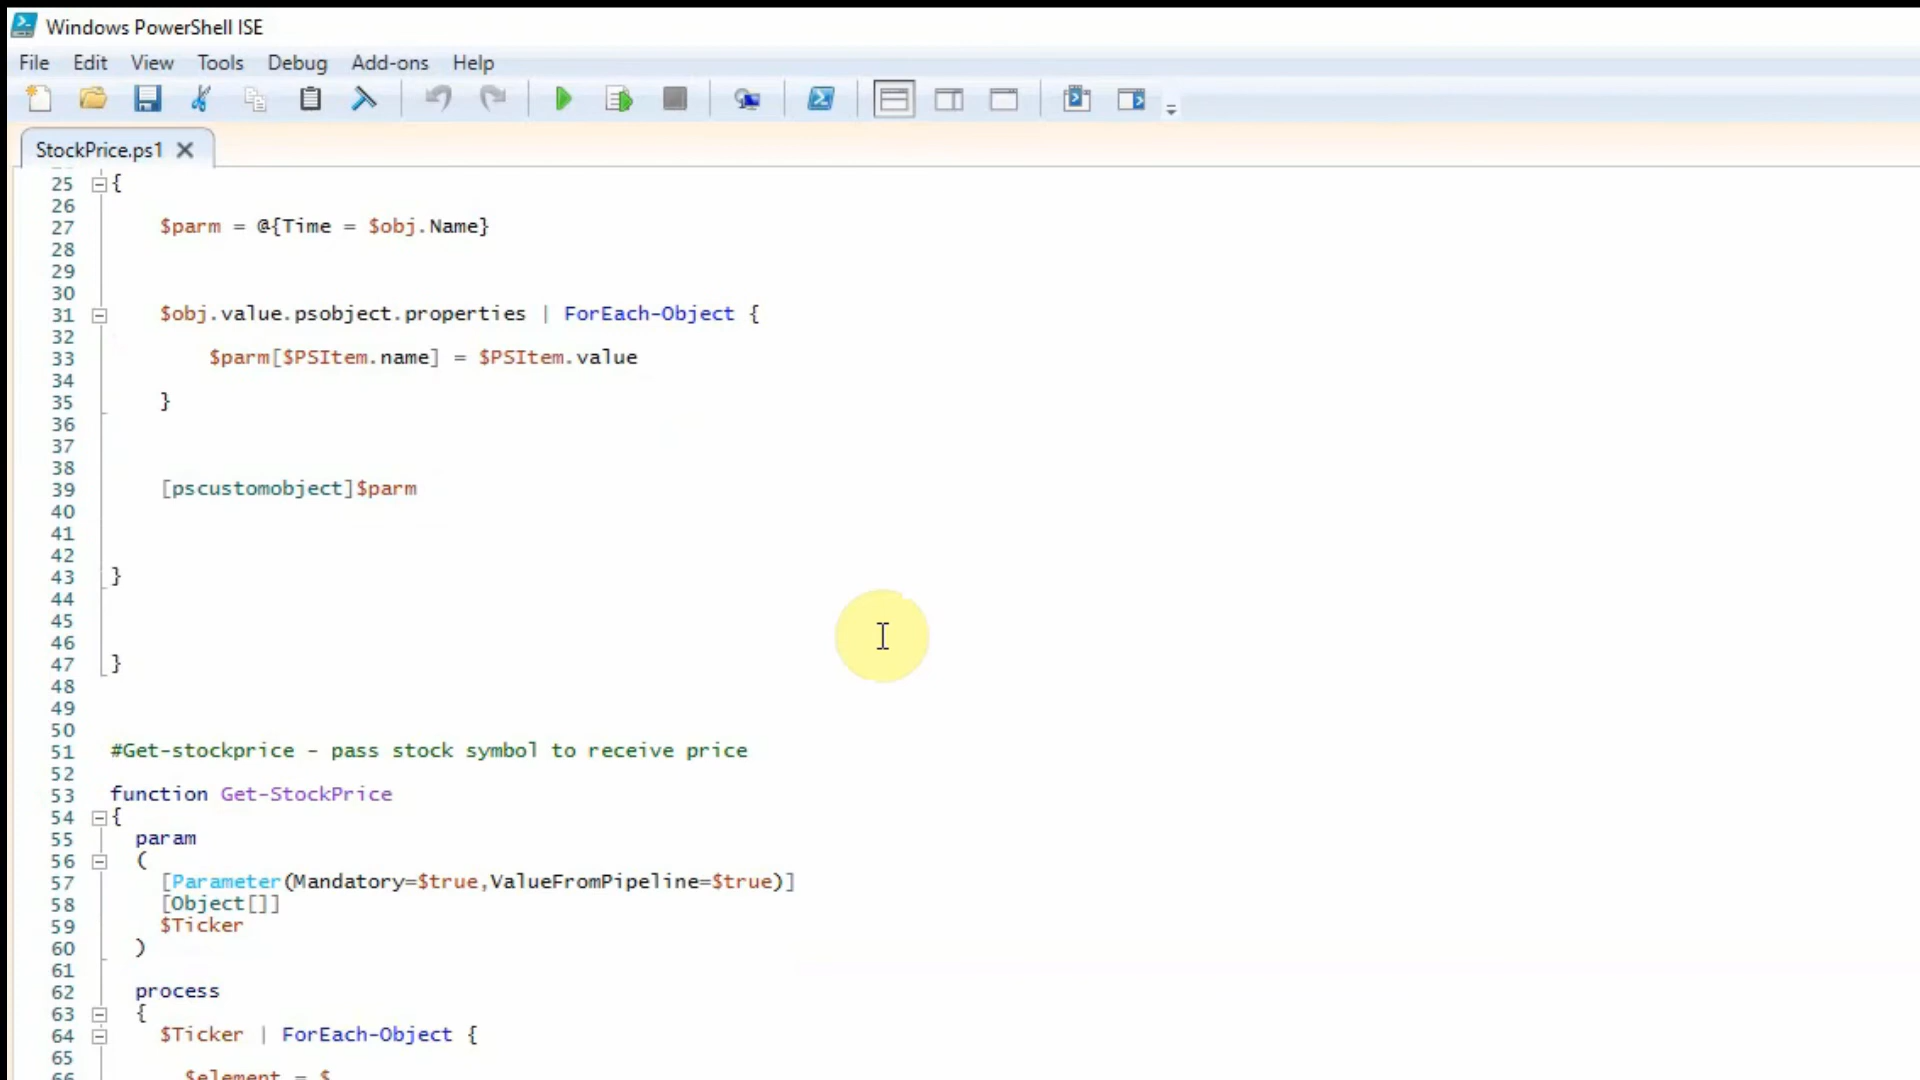 Windows PowerShell ISE
File Edit View Tools Debug Add-ons Help
StockPrice.ps1
25 {
26
27 $parm = @{Time = $obj.Name}
28
29
30
31 $obj.value.psobject.properties | ForEach-Object {
32
33 $parm[$PSItem.name] = $PSItem.value
34
35 }
36
37
38
39 [pscustomobject]$parm
40
41
42
43 }
44
45
46
47 }
48
49
50
51 #Get-stockprice - pass stock symbol to receive price
52
53 function Get-StockPrice
54 {
55 param
56 (
57 [Parameter(Mandatory=$true,ValueFromPipeline=$true)]
58 [Object[]]
59 $Ticker
60 )
61
62 process
63 {
64 $Ticker | ForEach-Object {
65
66 $element = $